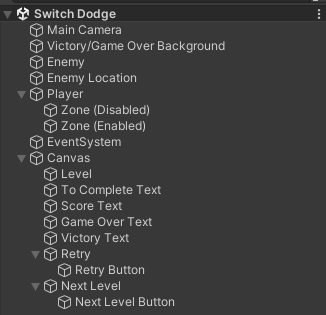 Switch Dodge
Main Camera
Victory/Game Over Background
Enemy
Enemy Location
Player
Zone (Disabled)
Zone (Enabled)
EventSystem
Canvas
Level
To Complete Text
Score Text
Game Over Text
Victory Text
Retry
Retry Button
Next Level
Next Level Button